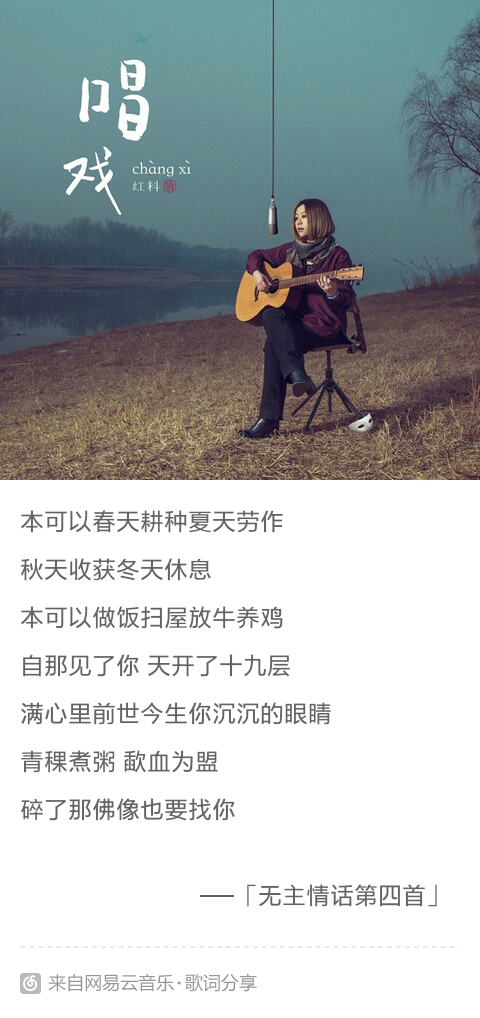 唱
戏
chàng xì
红料
本可以春天耕种夏天劳作
秋天收获冬天休息
本可以做饭扫屋放牛养鸡
自那见了你 天开了十九层
满心里前世今生你沉沉的眼睛
青稞煮粥 歃血为盟
碎了那佛像也要找你
——「无主情话第四首」
来自网易云音乐·歌词分享